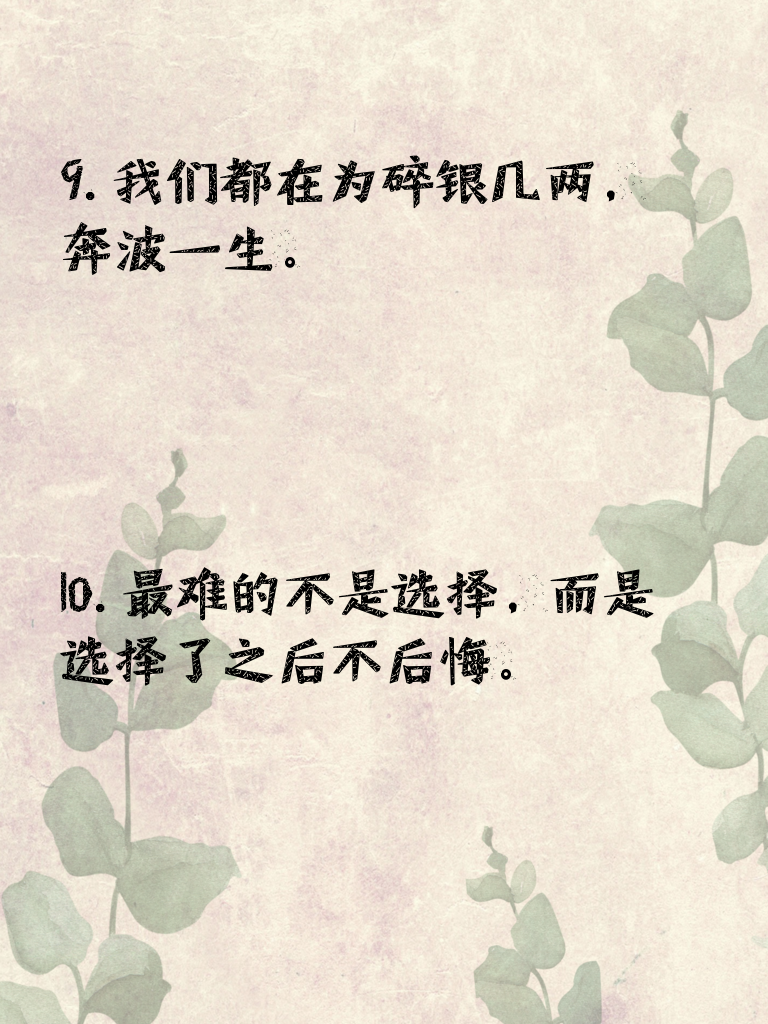 9. 我们都在为碎银几两，
奔波一生。
10. 最难的不是选择，而是
选择了之后不后悔。